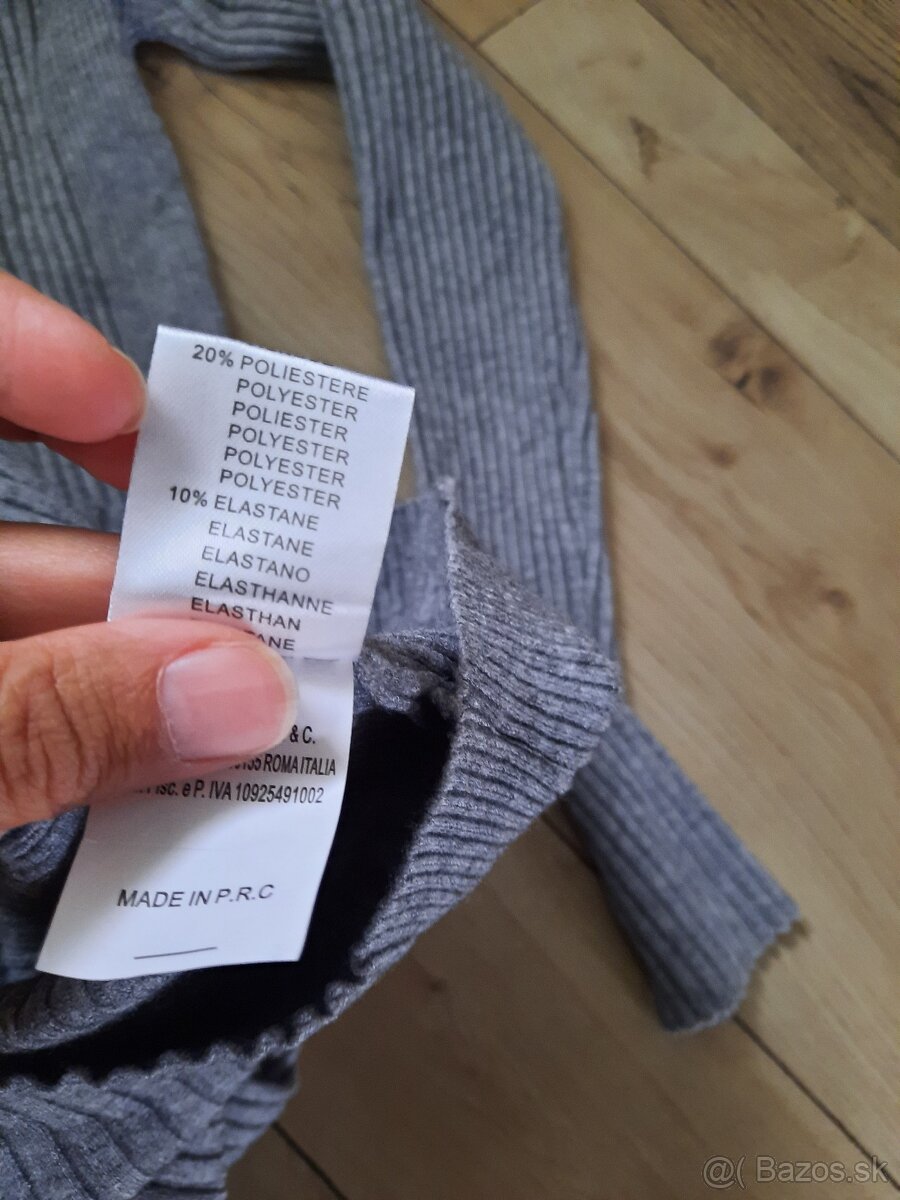 20% POLIESTERE
POLYESTER
POLIESTER
POLYESTER
POLYESTER
POLYESTER
10% ELASTANE
ELASTANE
ELASTANO
ELASTHANNE
ELASTHAN
ANE
& C.
ROMA ITALIA
e P. IVA 10925491002
MADE IN P.R.C
@( Bazos.sk